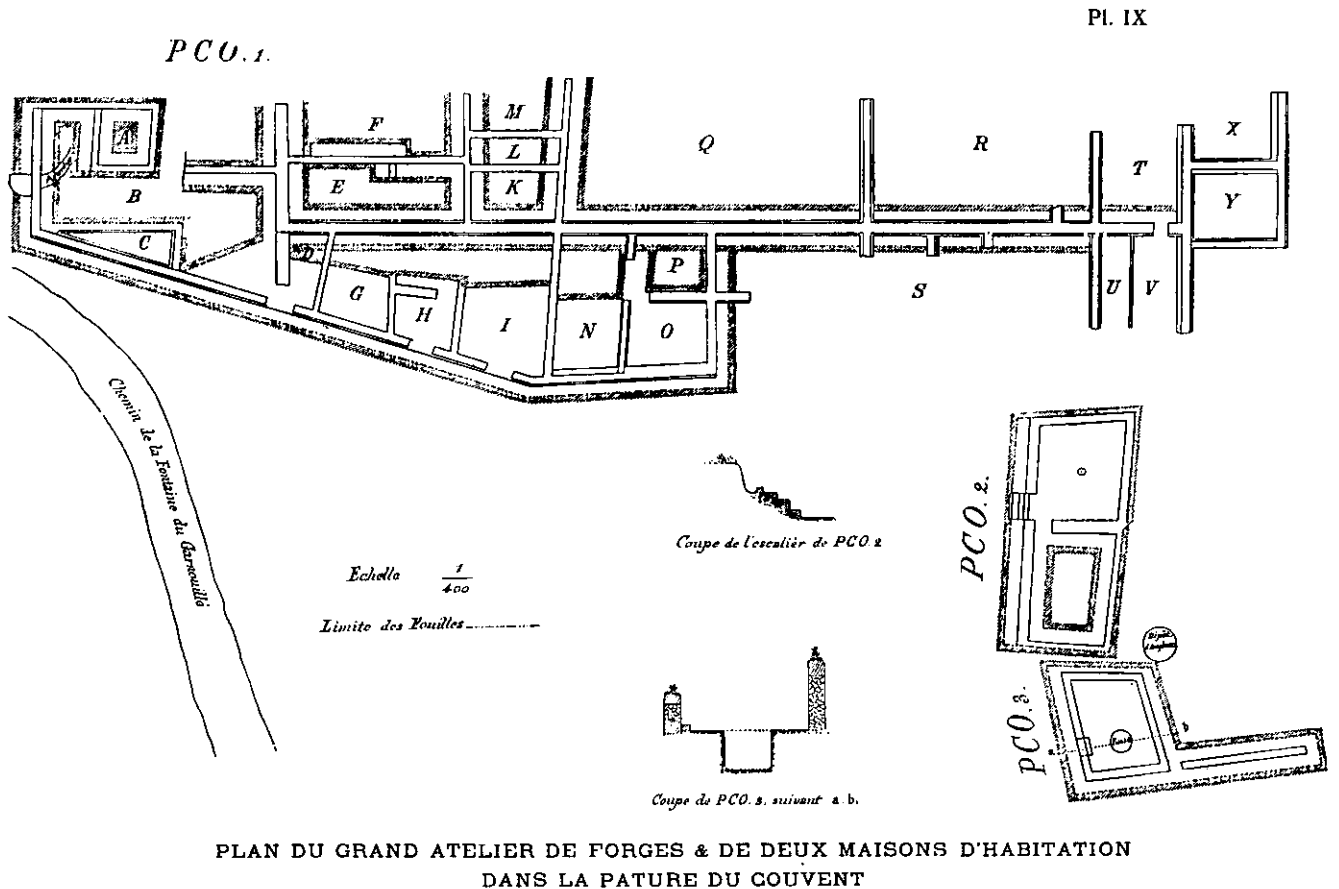 Pl. IX
PCO.1.
A
B
C
Z
D
E
F
G
H
I
K
L
M
N
O
P
Q
R
S
T
U
V
X
Y
Chemin de la Fontaine du Garnouilla
Coupe de l'escalier de PCO.2
Echelle 1/400
Limite des Fouilles
PCO.2.
PCO.3.
Dépôt
a
b
Coupe de PCO.3. suivant a.b.
PLAN DU GRAND ATELIER DE FORGES & DE DEUX MAISONS D'HABITATION
DANS LA PATURE DU COUVENT